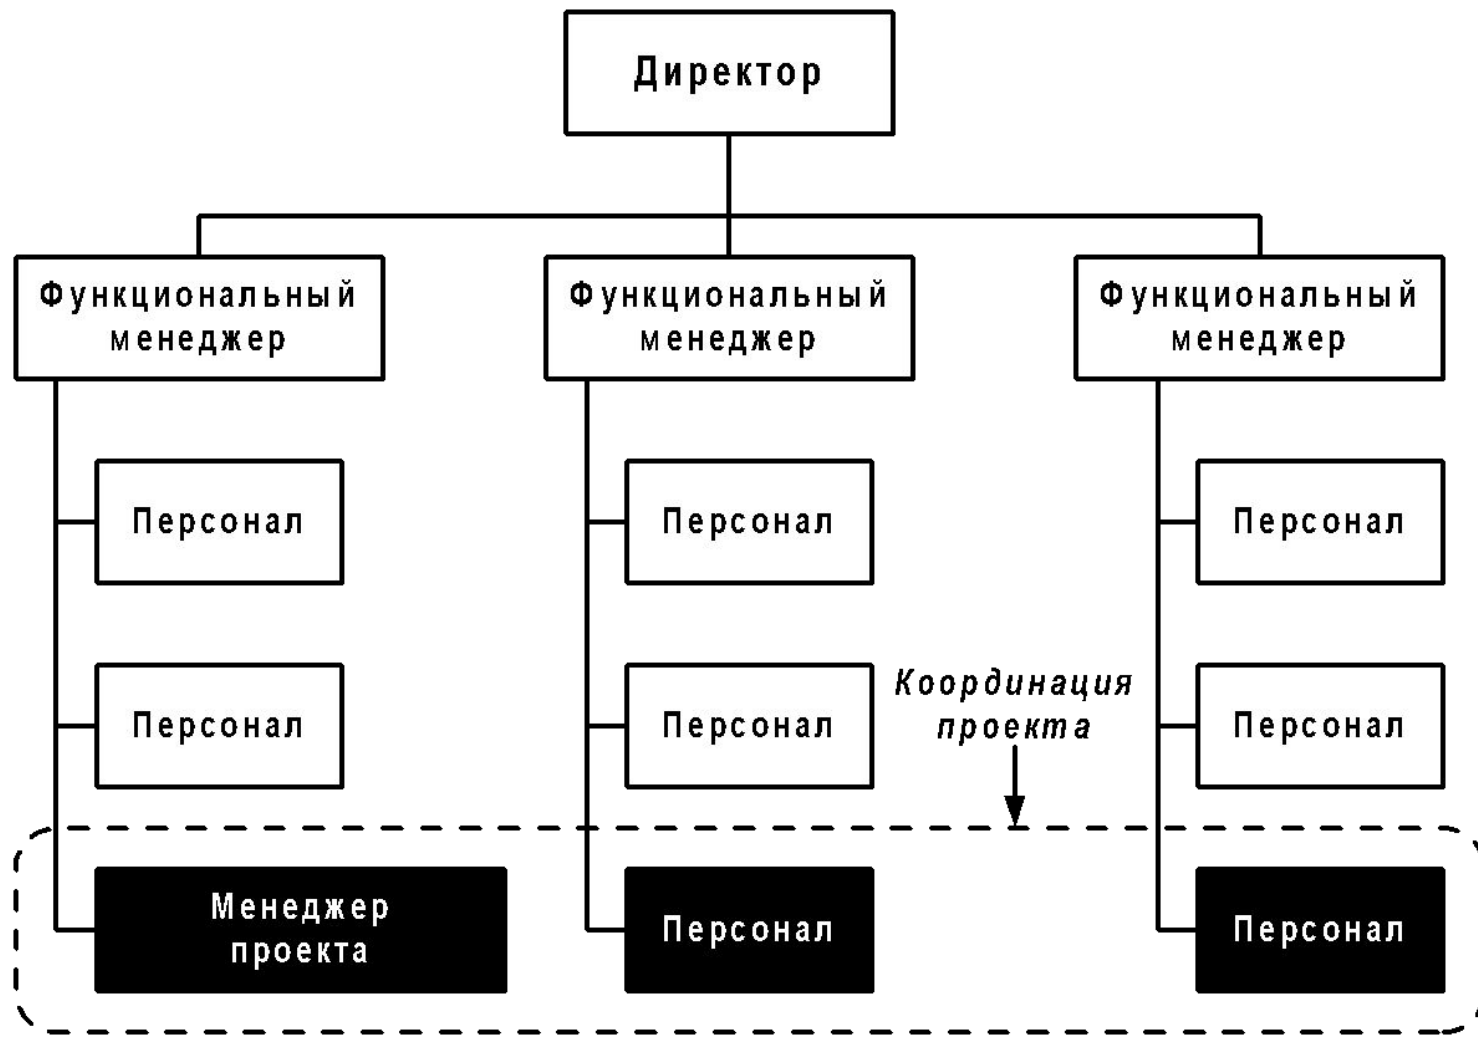 Директор
Функциональный
менеджер
Функциональный
менеджер
Функциональный
менеджер
Персонал
Персонал
Персонал
Персонал
Персонал
Координация
проекта
Персонал
Менеджер
проекта
Персонал
Персонал